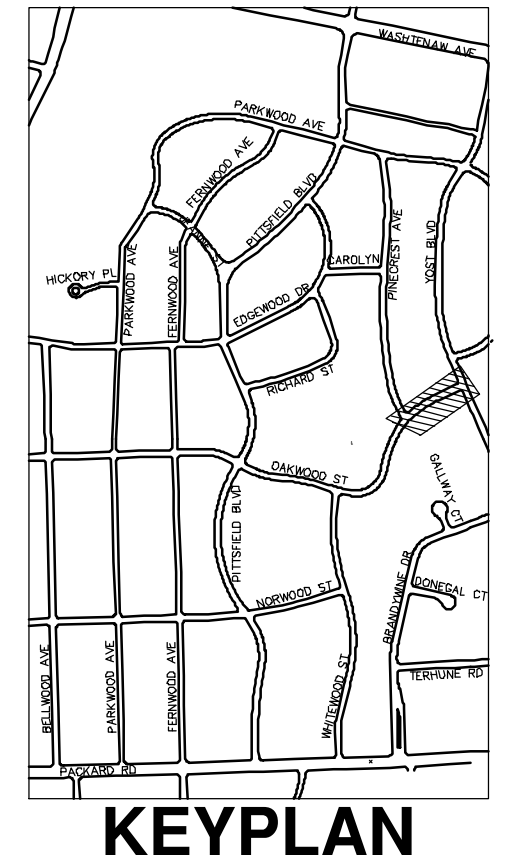 WASHTENAW AVE
PARKWOOD AVE
FERNWOOD AVE
PITTSFIELD BLVD
PINECREST AVE
YOST BLVD
CAROLYN
HICKORY PL
PARKWOOD AVE
FERNWOOD AVE
EDGEWOOD DR
RICHARD ST
OAKWOOD ST
GALLWAY CT
PITTSFIELD BLVD
BRANDYWINE DR
DONEGAL CT
NORWOOD ST
TERHUNE RD
BELLWOOD AVE
PARKWOOD AVE
FERNWOOD AVE
WHITEWOOD ST
PACKARD RD
KEYPLAN